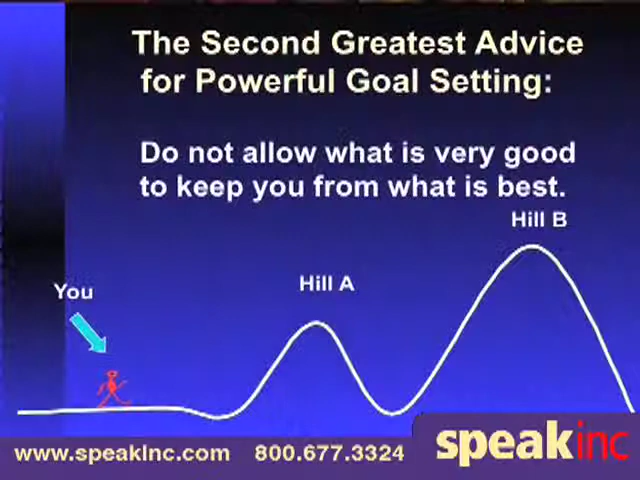 The Second Greatest Advice
for Powerful Goal Setting:
Do not allow what is very good
to keep you from what is best.
Hill B
Hill A
You
www.speakInc.com 800.677.3324
speakinc